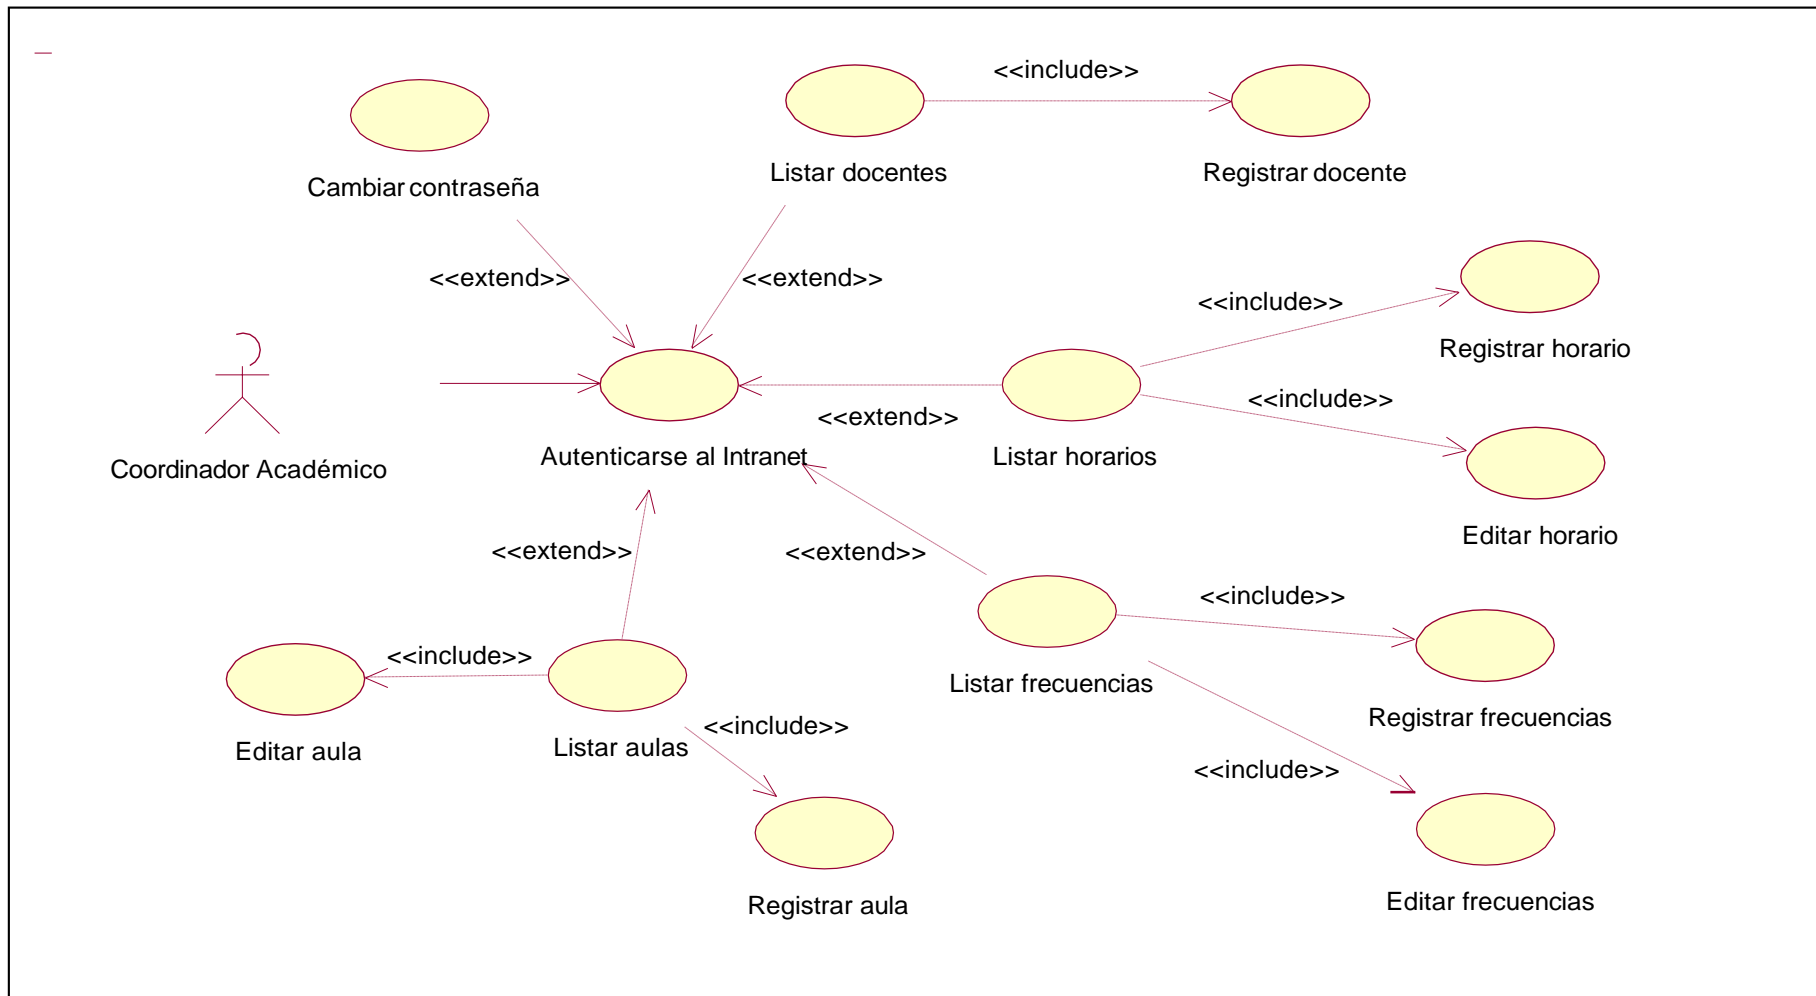 <<include>>
Listar docentes
Registrar docente
Cambiar contraseña
<<extend>>
<<extend>>
<<include>>
Registrar horario
<<include>>
<<extend>>
Coordinador Académico
Autenticarse al Intranet
Listar horarios
Editar horario
<<extend>>
<<extend>>
<<include>>
<<include>>
Listar frecuencias
Registrar frecuencias
<<include>>
Editar aula
Listar aulas
<<include>>
Registrar aula
Editar frecuencias